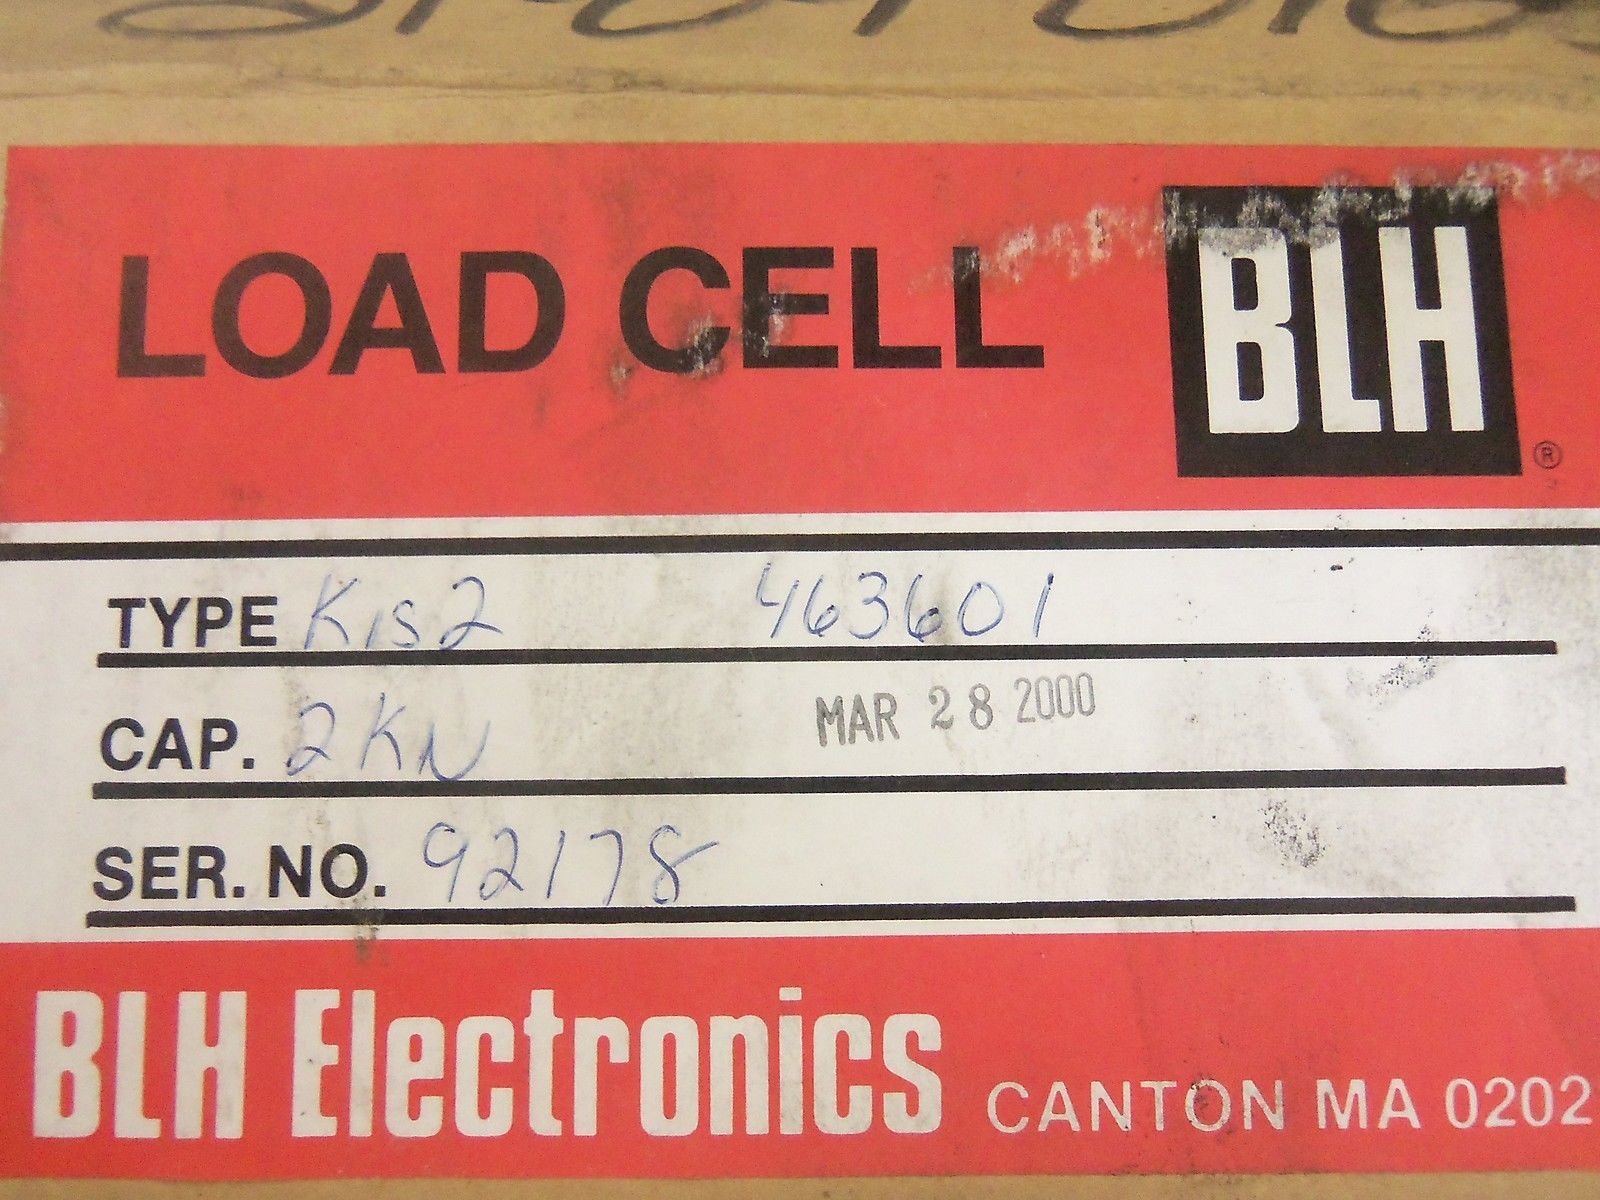 LOAD CELL BLH ®
TYPE KIS2 463601
CAP. 2KN MAR 28 2000
SER. NO. 92178
BLH Electronics CANTON MA 0202